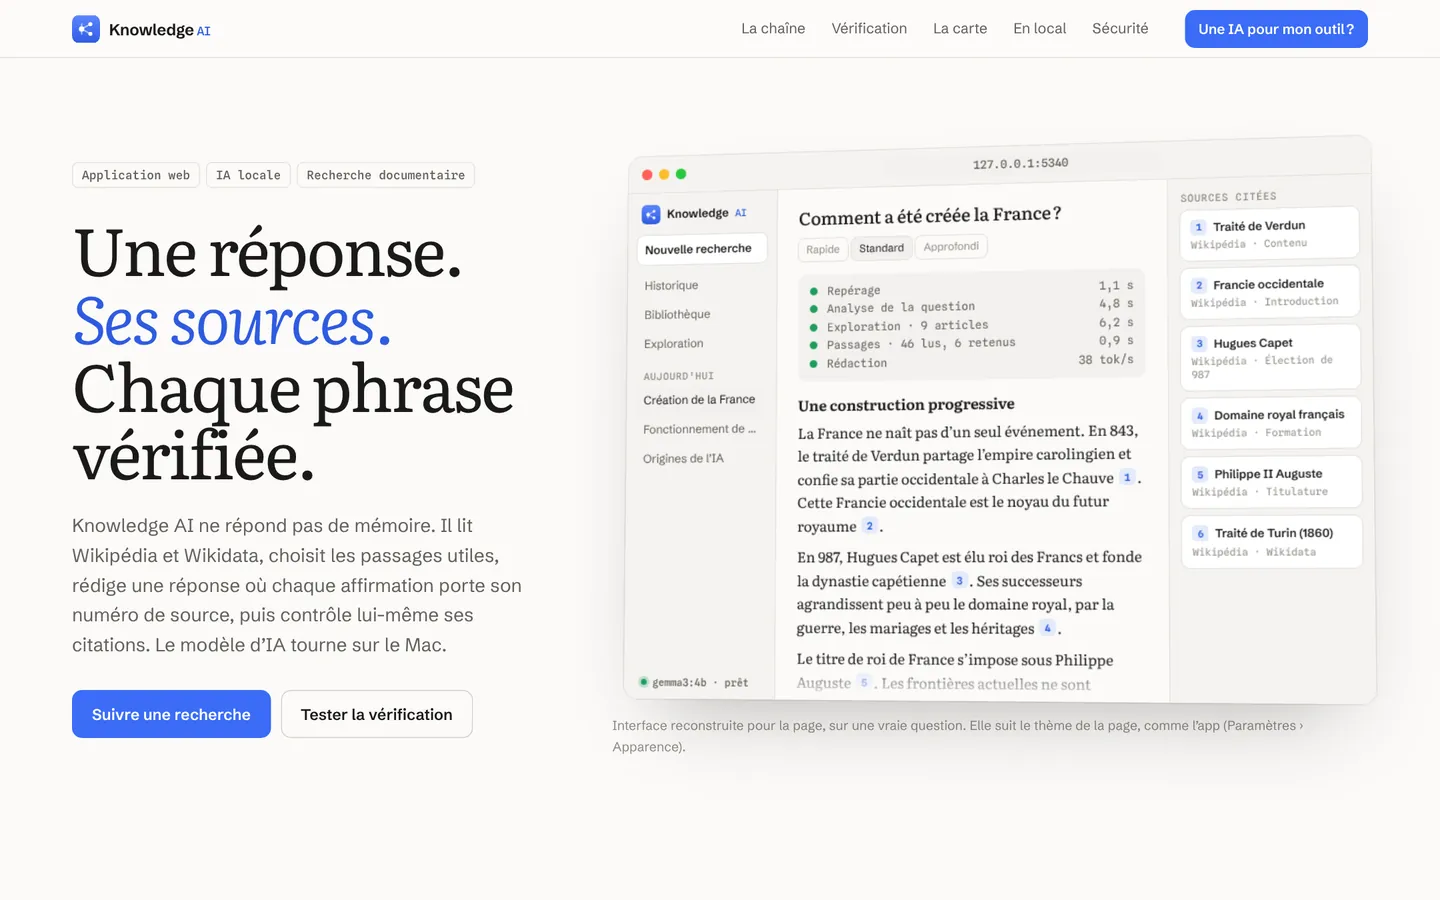 Knowledge AI
La chaîne
Vérification
La carte
En local
Sécurité
Une IA pour mon outil ?
Application web
IA locale
Recherche documentaire
Une réponse.
Ses sources.
Chaque phrase
vérifiée.
Knowledge AI ne répond pas de mémoire. Il lit
Wikipédia et Wikidata, choisit les passages utiles,
rédige une réponse où chaque affirmation porte son
numéro de source, puis contrôle lui-même ses
citations. Le modèle d’IA tourne sur le Mac.
Suivre une recherche
Tester la vérification
127.0.0.1:5340
Knowledge AI
Nouvelle recherche
Historique
Bibliothèque
Exploration
AUJOURD'HUI
Création de la France
Fonctionnement de ...
Origines de l'IA
gemma3:4b · prêt
Comment a été créée la France ?
Rapide
Standard
Approfondi
Repérage 1,1 s
Analyse de la question 4,8 s
Exploration · 9 articles 6,2 s
Passages · 46 lus, 6 retenus 0,9 s
Rédaction 38 tok/s
Une construction progressive
La France ne naît pas d’un seul événement. En 843,
le traité de Verdun partage l’empire carolingien et
confie sa partie occidentale à Charles le Chauve 1 .
Cette Francie occidentale est le noyau du futur
royaume 2 .
En 987, Hugues Capet est élu roi des Francs et fonde
la dynastie capétienne 3 . Ses successeurs
agrandissent peu à peu le domaine royal, par la
guerre, les mariages et les héritages 4 .
Le titre de roi de France s’impose sous Philippe
Auguste 5 . Les frontières actuelles ne sont
SOURCES CITÉES
1 Traité de Verdun
Wikipédia · Contenu
2 Francie occidentale
Wikipédia · Introduction
3 Hugues Capet
Wikipédia · Élection de
987
4 Domaine royal français
Wikipédia · Formation
5 Philippe II Auguste
Wikipédia · Titulature
6 Traité de Turin (1860)
Wikipédia · Wikidata
Interface reconstruite pour la page, sur une vraie question. Elle suit le thème de la page, comme l’app (Paramètres ›
Apparence).